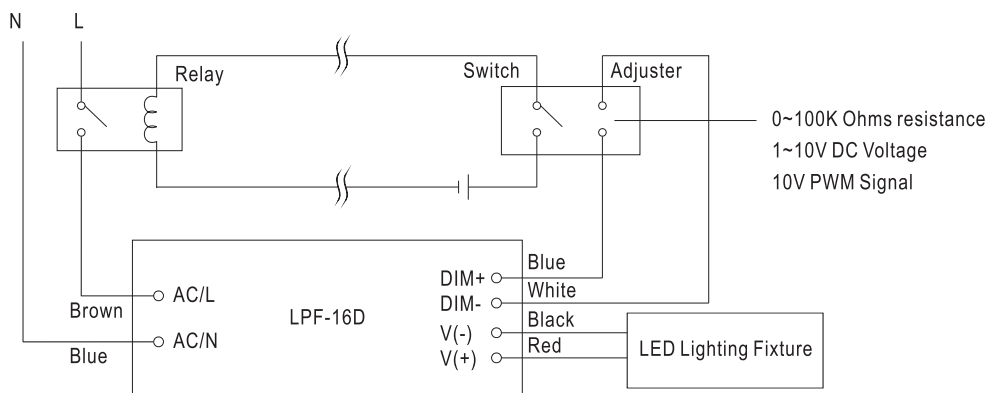 N
L
Relay
Switch
Adjuster
0~100K Ohms resistance
1~10V DC Voltage
10V PWM Signal
Brown
AC/L
Blue
AC/N
LPF-16D
DIM+
Blue
DIM-
White
V(-)
Black
V(+)
Red
LED Lighting Fixture